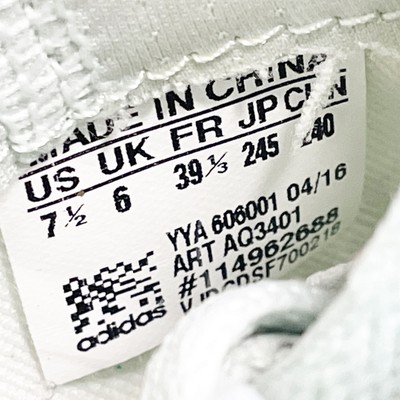 MADE IN CHINA
US UK FR JP CHN
7½ 6 39⅓ 245 240
YYA 606001 04/16
ART AQ3401
#114962688
adidas